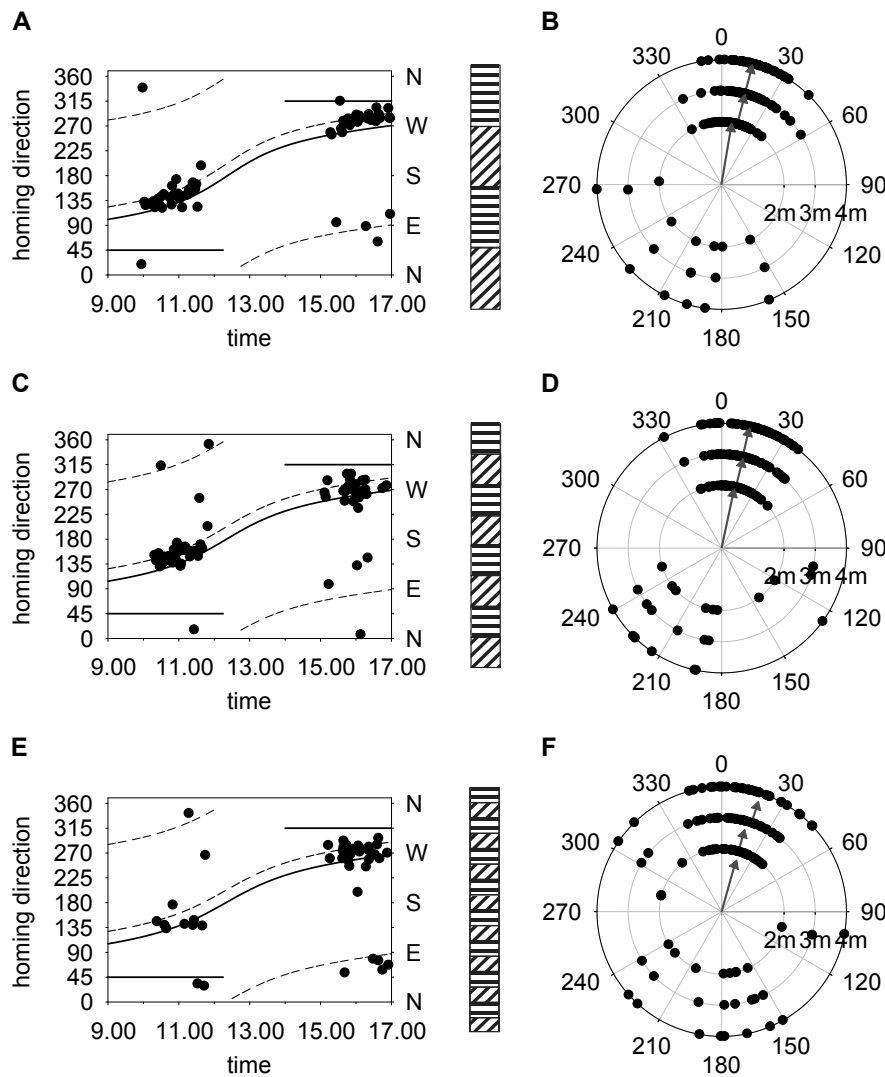 A
B
homing direction
360
315
270
225
180
135
90
45
0
N
W
S
E
N
9.00 11.00 13.00 15.00 17.00
time
0
30
60
90
120
150
180
210
240
270
300
330
2m 3m 4m
C
D
homing direction
360
315
270
225
180
135
90
45
0
N
W
S
E
N
9.00 11.00 13.00 15.00 17.00
time
0
30
60
90
120
150
180
210
240
270
300
330
2m 3m 4m
E
F
homing direction
360
315
270
225
180
135
90
45
0
N
W
S
E
N
9.00 11.00 13.00 15.00 17.00
time
0
30
60
90
120
150
180
210
240
270
300
330
2m 3m 4m